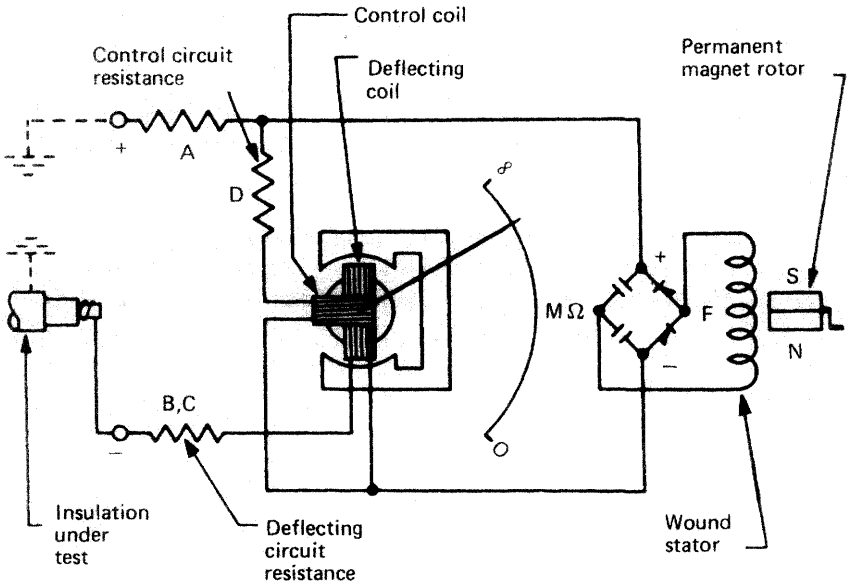 Control coil
Control circuit
resistance
Deflecting
coil
Permanent
magnet rotor
+
A
D
∞
+
S
MΩ
F
N
−
B,C
−
O
Insulation
under
test
Deflecting
circuit
resistance
Wound
stator